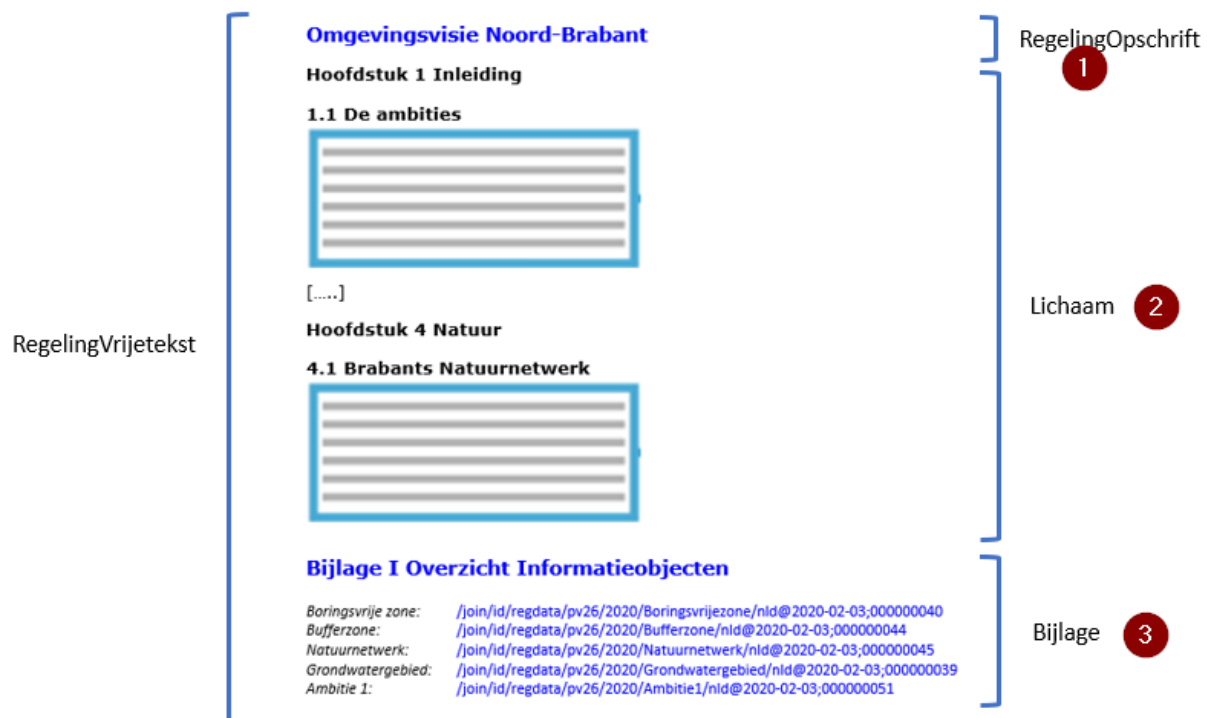 Omgevingsvisie Noord-Brabant
RegelingOpschrift
1
Hoofdstuk 1 Inleiding
1.1 De ambities
[.....]
Lichaam 2
Hoofdstuk 4 Natuur
RegelingVrijetekst
4.1 Brabants Natuurnetwerk
Bijlage I Overzicht Informatieobjecten
Boringsvrije zone: /join/id/regdata/pv26/2020/Boringsvrijezone/nld@2020-02-03;000000040
Bufferzone: /join/id/regdata/pv26/2020/Bufferzone/nld@2020-02-03;000000044
Bijlage 3
Natuurnetwerk: /join/id/regdata/pv26/2020/Natuurnetwerk/nld@2020-02-03;000000045
Grondwatergebied: /join/id/regdata/pv26/2020/Grondwatergebied/nld@2020-02-03;000000039
Ambitie 1: /join/id/regdata/pv26/2020/Ambitie1/nld@2020-02-03;000000051